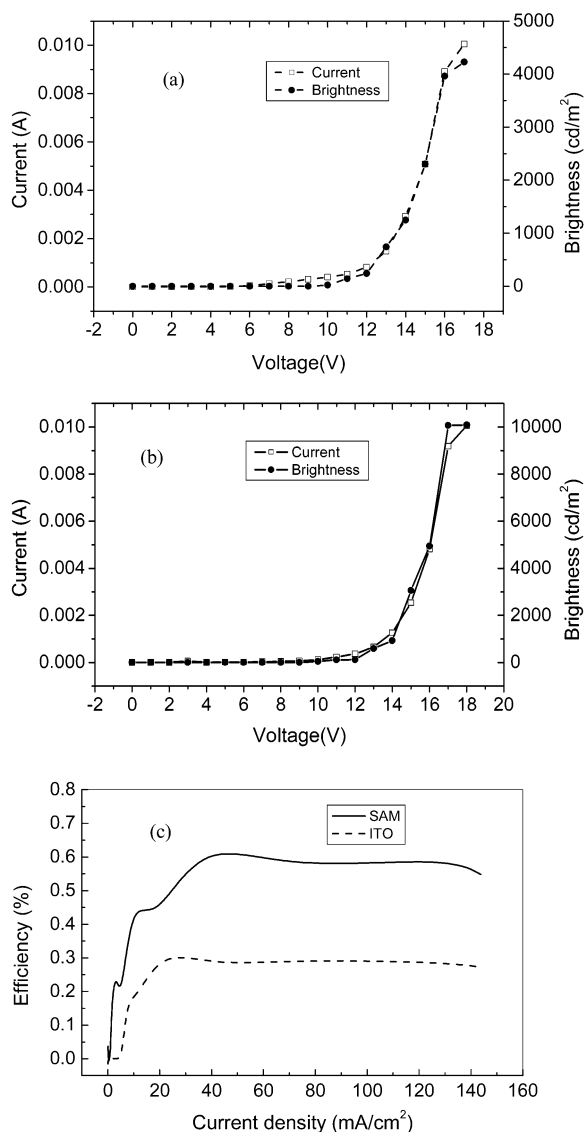 5000
0.010
(a)
Current
Brightness
4000
0.008
3000
0.006
2000
0.004
1000
0.002
0
0.000
Current (A)
Brightness (cd/m²)
-2 0 2 4 6 8 10 12 14 16 18
Voltage(V)
0.010
(b)
Current
Brightness
10000
0.008
8000
0.006
6000
0.004
4000
0.002
2000
0.000
0
Current (A)
Brightness (cd/m²)
-2 0 2 4 6 8 10 12 14 16 18 20
Voltage(V)
0.8
(c)
SAM
ITO
0.7
0.6
0.5
0.4
0.3
0.2
0.1
0.0
Efficiency (%)
0 20 40 60 80 100 120 140 160
Current density (mA/cm²)